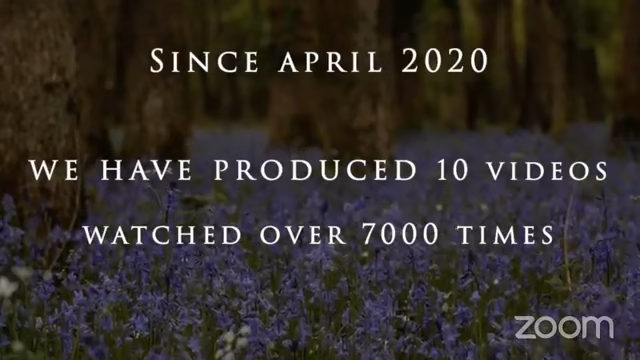 SINCE APRIL 2020
WE HAVE PRODUCED 10 VIDEOS
WATCHED OVER 7000 TIMES
zoom